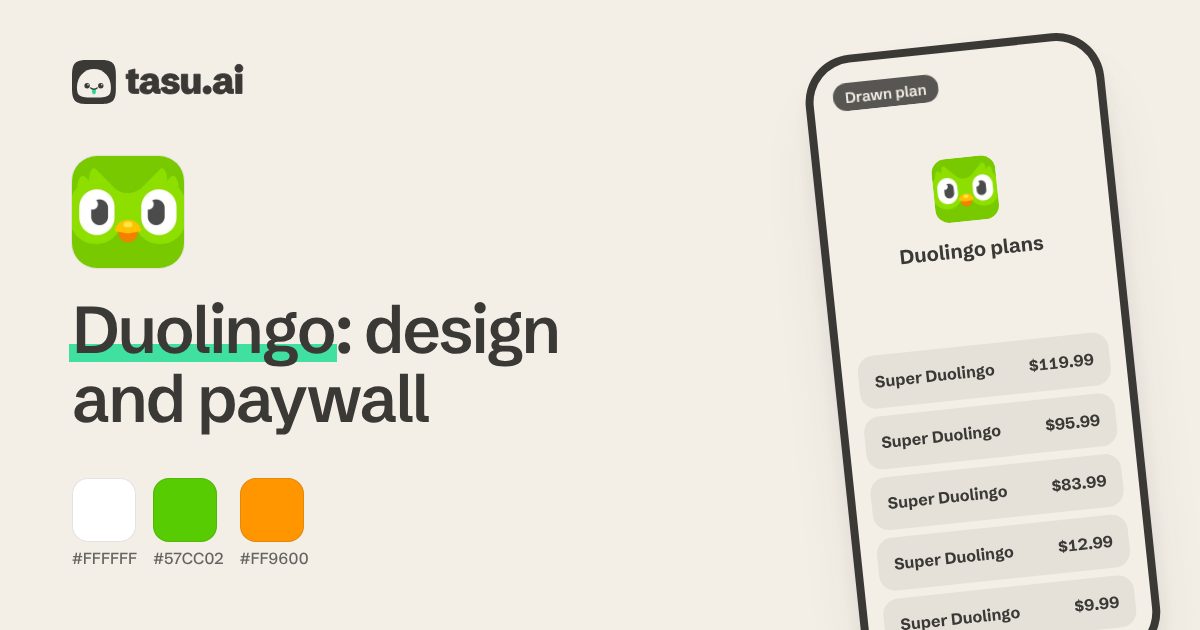 tasu.ai
Duolingo: design
and paywall
#FFFFFF #57CC02 #FF9600
Drawn plan
Duolingo plans
Super Duolingo $119.99
Super Duolingo $95.99
Super Duolingo $83.99
Super Duolingo $12.99
Super Duolingo $9.99